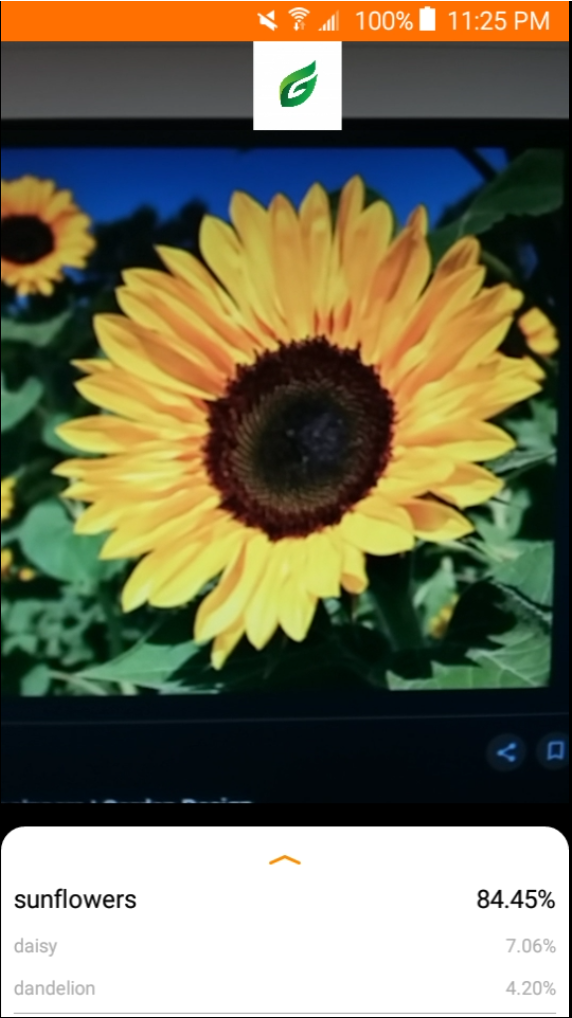 100% 11:25 PM
sunflowers 84.45%
daisy 7.06%
dandelion 4.20%